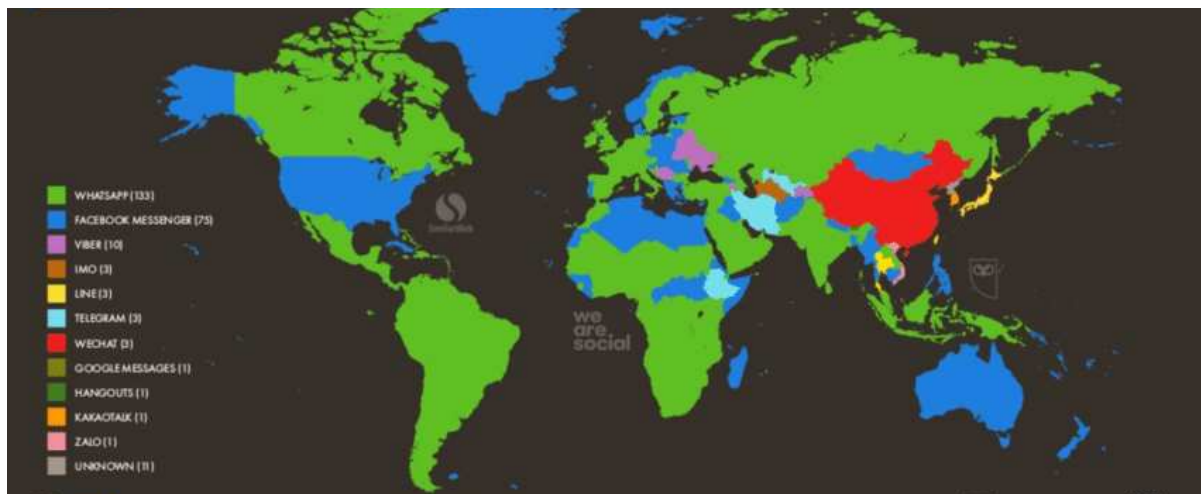 WHATSAPP (133)
FACEBOOK MESSENGER (75)
VIBER (10)
IMO (3)
LINE (3)
TELEGRAM (3)
WECHAT (3)
GOOGLE MESSAGES (1)
HANGOUTS (1)
KAKAOTALK (1)
ZALO (1)
UNKNOWN (11)
SimilarWeb
we
are
social